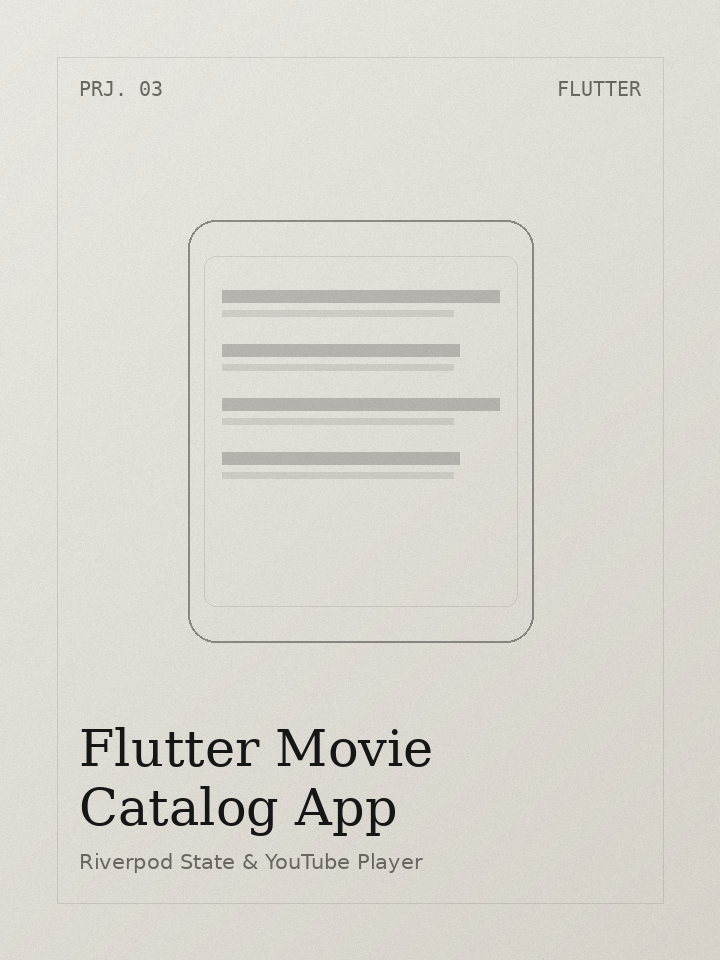 PRJ. 03
FLUTTER
Flutter Movie
Catalog App
Riverpod State & YouTube Player